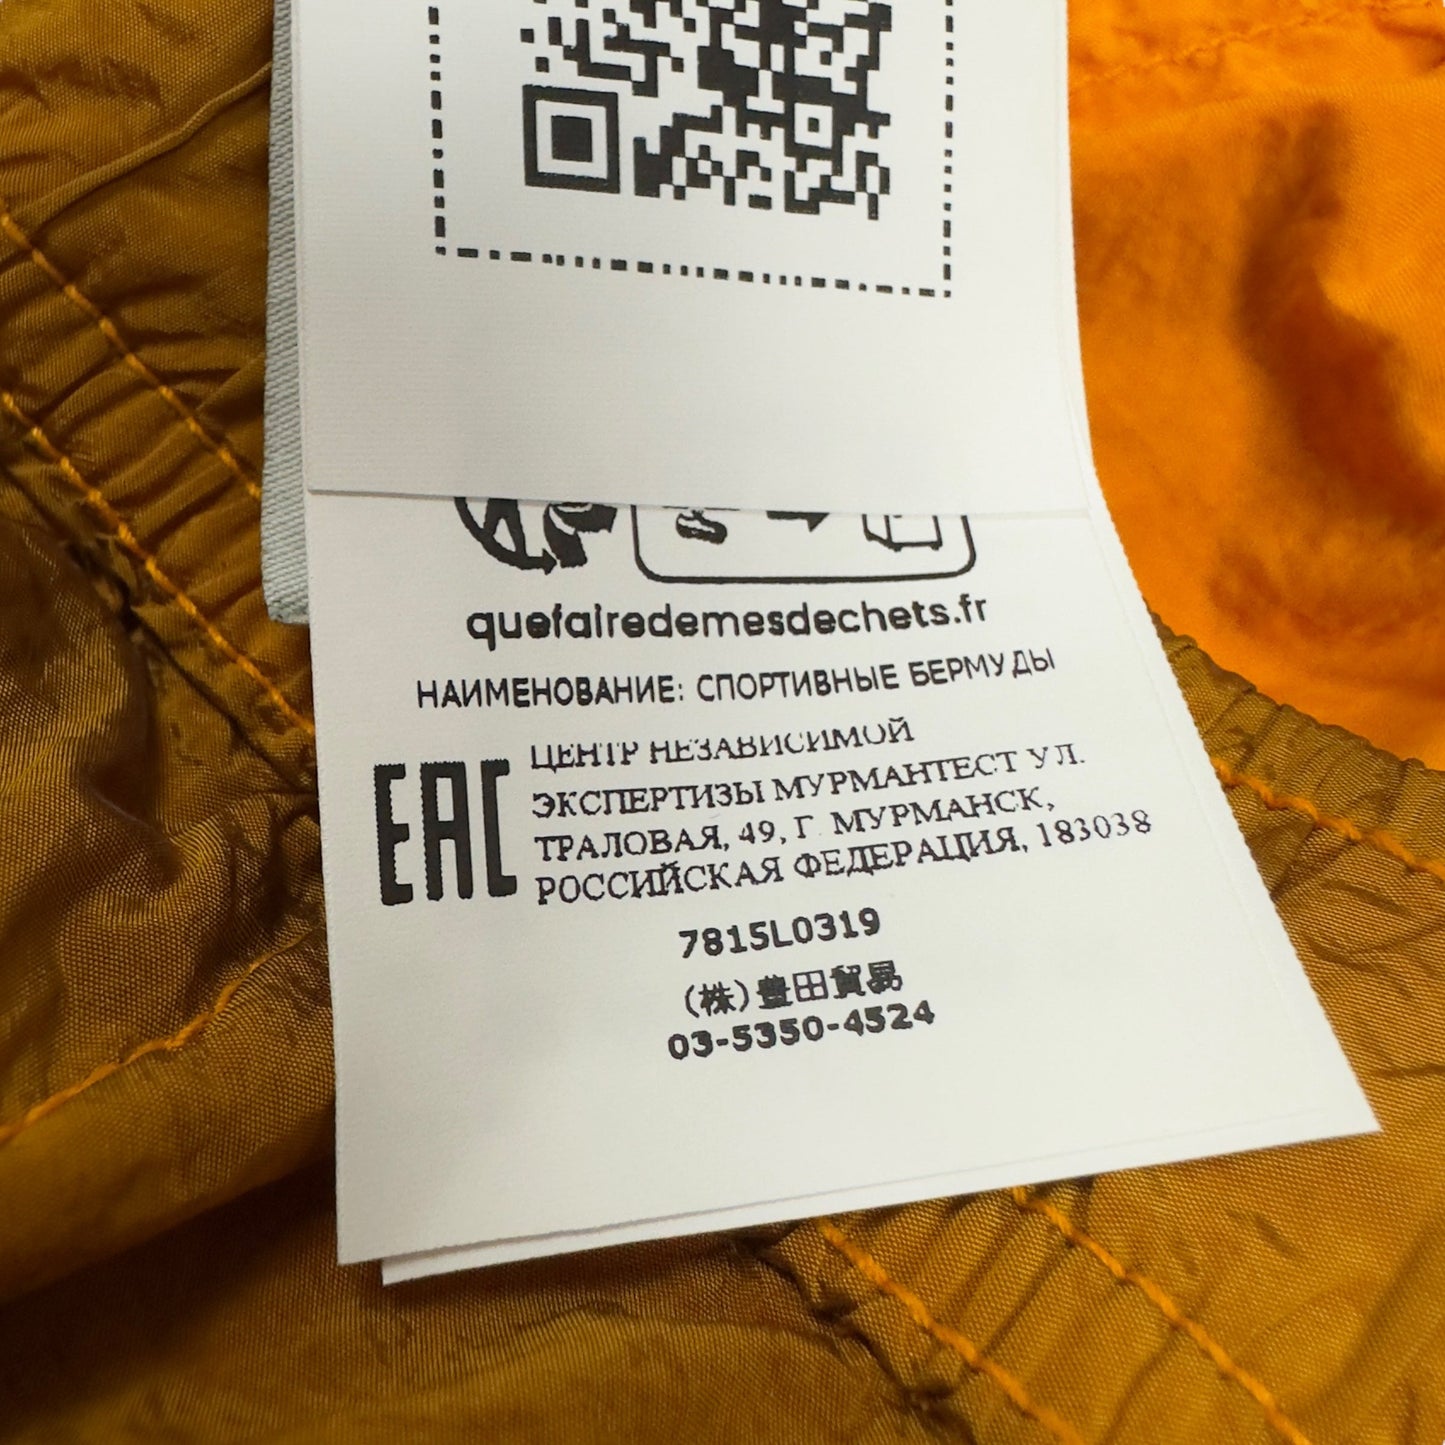 quefairedemesdechets.fr
НАИМЕНОВАНИЕ: СПОРТИВНЫЕ БЕРМУДЫ
EAC
ЦЕНТР НЕЗАВИСИМОЙ
ЭКСПЕРТИЗЫ МУРМАНТЕСТ УЛ.
ТРАЛОВАЯ, 49, Г. МУРМАНСК,
РОССИЙСКАЯ ФЕДЕРАЦИЯ, 183038
7815L0319
(株)豊田貿易
03-5350-4524